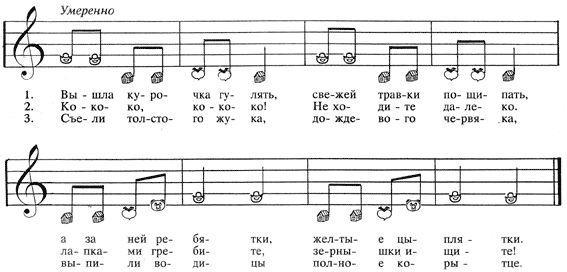 Умеренно
1. Вы - шла ку - ро - чка гу - лять, све - жей трав - ки по - щи - пать,
2. Ко - ко - ко, ко - ко - ко! Не хо - ди - те да - ле - ко.
3. Съе - ли тол - сто - го жу - ка, до - жде - во - го чер - вя - ка,
а за ней ре - бя - тки, жел - ты - е цы - пля - тки.
ла - пка - ми гре - би - те, зе - рны - шки и - щи - те!
вы - пи - ли во - ди - цы пол - но - е ко - ры - тце.